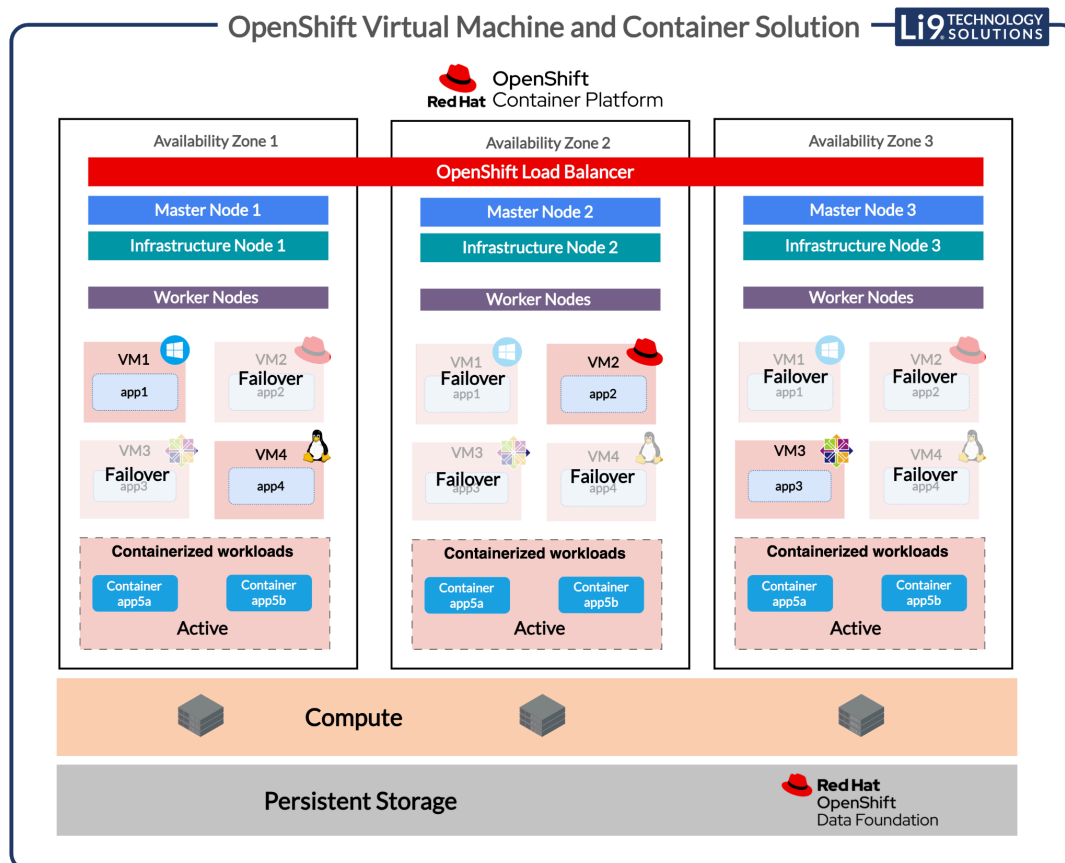 OpenShift Virtual Machine and Container Solution
Li9 TECHNOLOGY
SOLUTIONS
Red Hat
OpenShift
Container Platform
Availability Zone 1
Availability Zone 2
Availability Zone 3
OpenShift Load Balancer
Master Node 1
Master Node 2
Master Node 3
Infrastructure Node 1
Infrastructure Node 2
Infrastructure Node 3
Worker Nodes
Worker Nodes
Worker Nodes
VM1
app1
VM2
Failover
app2
VM3
Failover
app3
VM4
app4
VM1
Failover
app1
VM2
app2
VM3
Failover
app3
VM4
Failover
app4
VM1
Failover
app1
VM2
Failover
app2
VM3
app3
VM4
Failover
app4
Containerized workloads
Container
app5a
Container
app5b
Active
Containerized workloads
Container
app5a
Container
app5b
Active
Containerized workloads
Container
app5a
Container
app5b
Active
Compute
Persistent Storage
Red Hat
OpenShift
Data Foundation